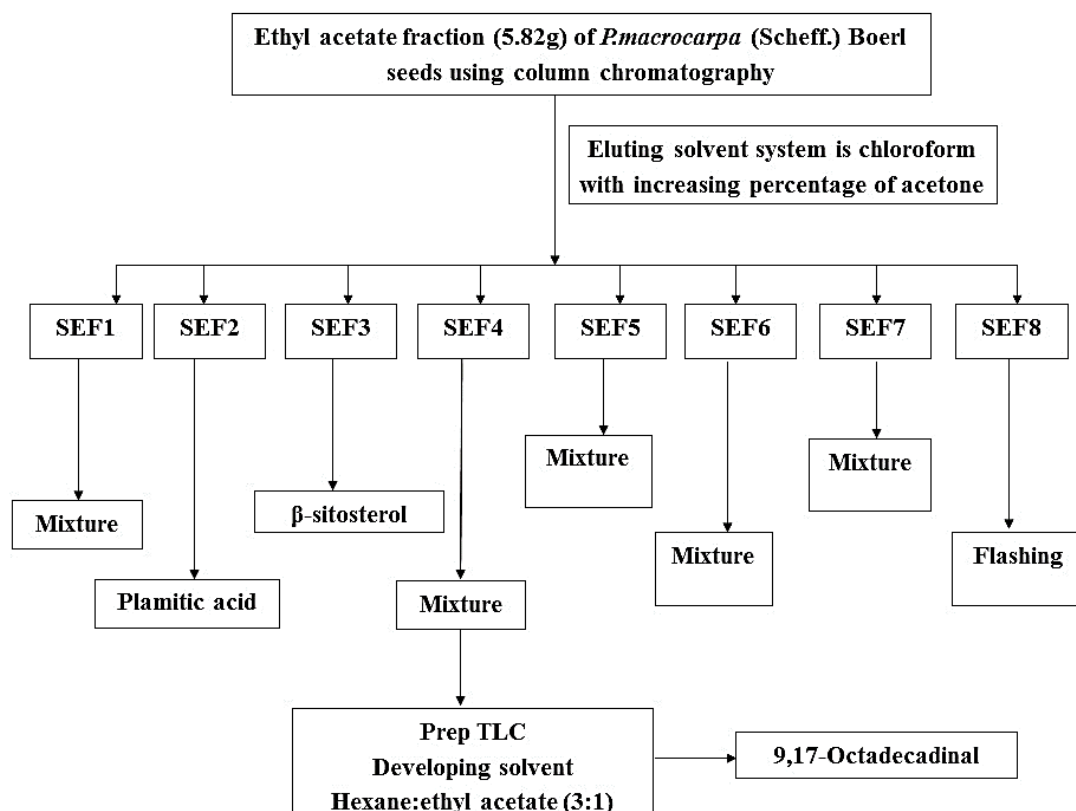 Ethyl acetate fraction (5.82g) of P.macrocarpa (Scheff.) Boerl
seeds using column chromatography
Eluting solvent system is chloroform
with increasing percentage of acetone
SEF1
SEF2
SEF3
SEF4
SEF5
SEF6
SEF7
SEF8
Mixture
Mixture
Mixture
β-sitosterol
Mixture
Flashing
Plamitic acid
Mixture
Prep TLC
Developing solvent
Hexane:ethyl acetate (3:1)
9,17-Octadecadinal